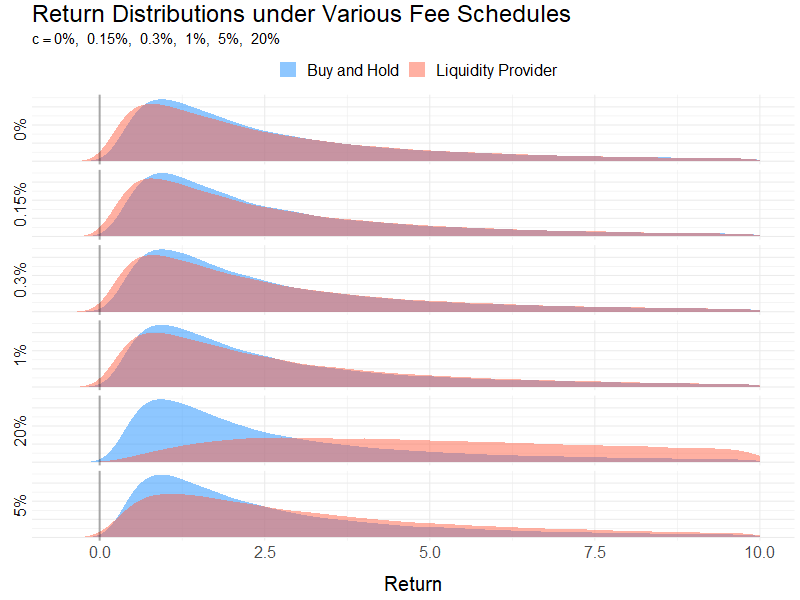 Return Distributions under Various Fee Schedules
c = 0%, 0.15%, 0.3%, 1%, 5%, 20%
Buy and Hold Liquidity Provider
0%
0.15%
0.3%
1%
20%
5%
0.0 2.5 5.0 7.5 10.0
Return